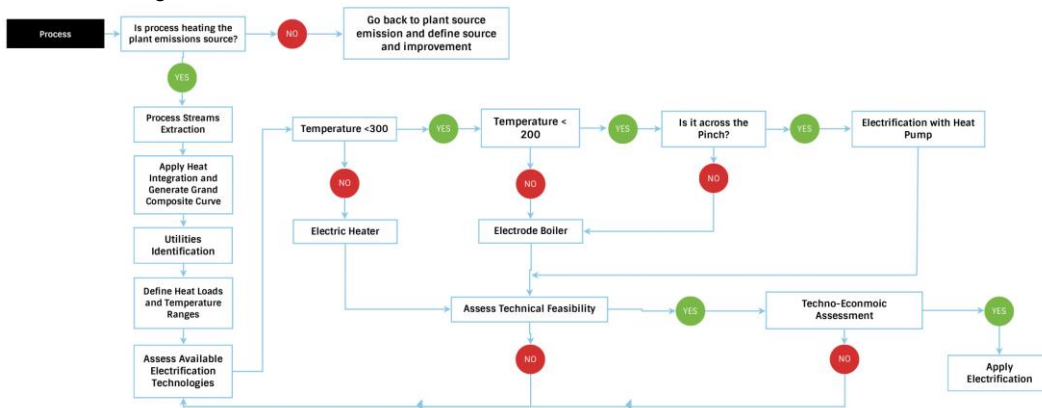 Process
Is process heating the
plant emissions source?
NO
Go back to plant source
emission and define source
and improvement
YES
Process Streams
Extraction
Temperature <300
YES
Temperature <
200
YES
Is it across the
Pinch?
YES
Electrification with Heat
Pump
Apply Heat
Integration and
Generate Grand
Composite Curve
NO
NO
NO
Utilities
Identification
Electric Heater
Electrode Boiler
Define Heat Loads
and Temperature
Ranges
Assess Technical Feasibility
YES
Techno-Econmoic
Assessment
YES
Assess Available
Electrification
Technologies
NO
NO
Apply
Electrification